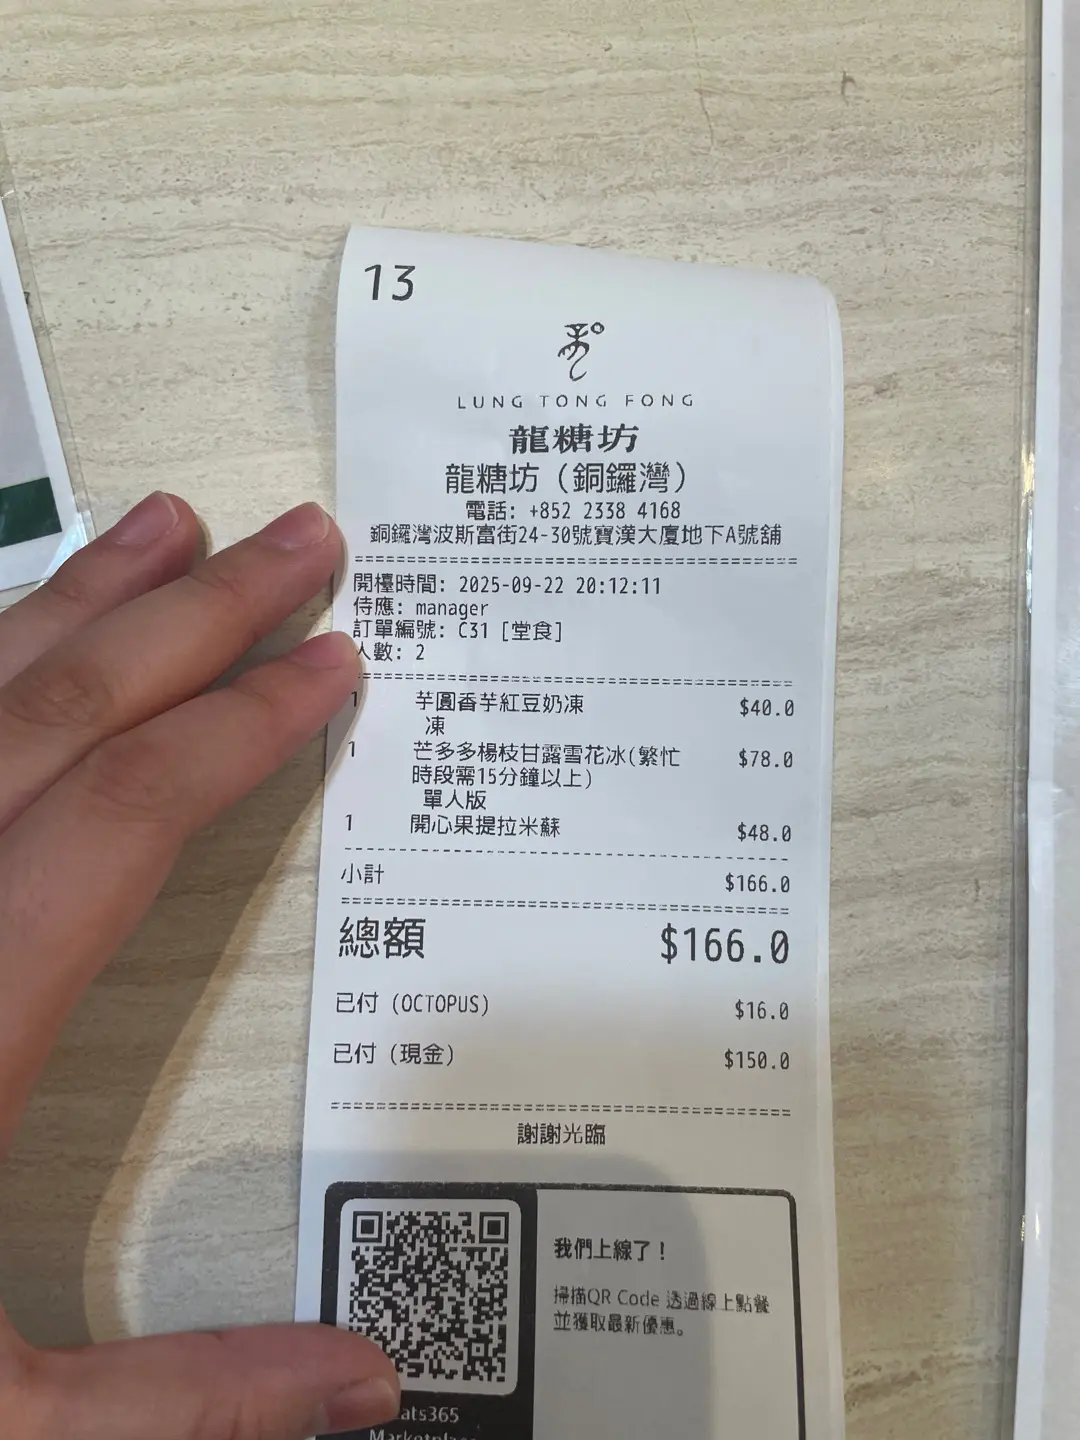 13
LUNG TONG FONG
龍糖坊
龍糖坊（銅鑼灣）
電話: +852 2338 4168
銅鑼灣波斯富街24-30號寶漢大廈地下A號舖
開檯時間: 2025-09-22 20:12:11
侍應: manager
訂單編號: C31 [堂食]
人數: 2
1 芋圓香芋紅豆奶凍 $40.0
凍
1 芒多多楊枝甘露雪花冰(繁忙 $78.0
時段需15分鐘以上)
單人版
1 開心果提拉米蘇 $48.0
小計 $166.0
總額 $166.0
已付 (OCTOPUS) $16.0
已付 (現金) $150.0
謝謝光臨
我們上線了！
掃描QR Code 透過線上點餐
並獲取最新優惠。
ats365